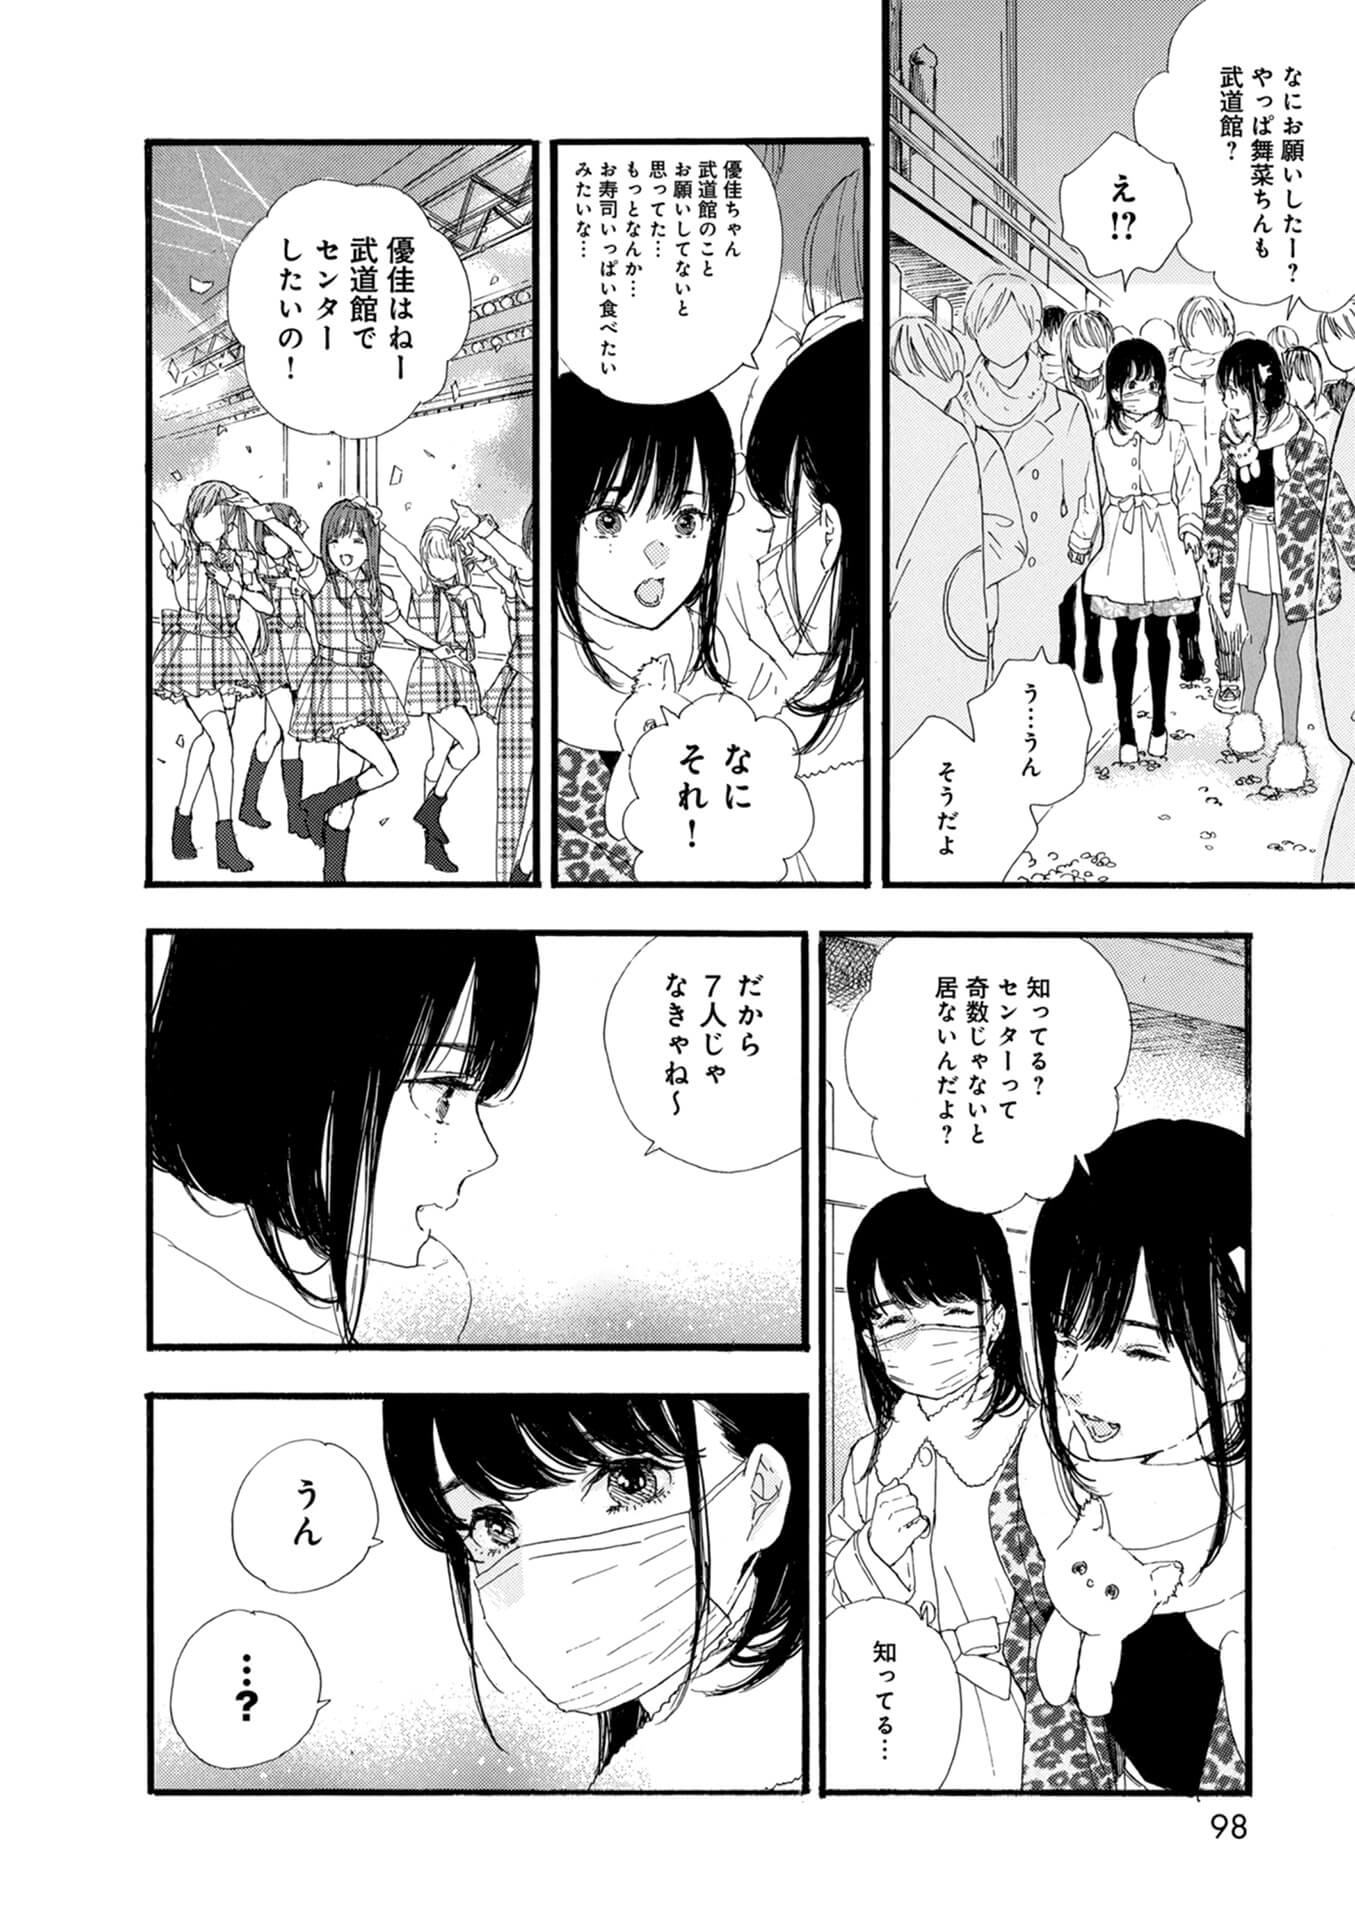 なにお願いしたー?
やっぱ舞菜ちんも
武道館?
え!?
う…うん
そうだよ
優佳ちゃん
武道館のこと
お願いしてないと
思ってた…
もっとなんか…
お寿司いっぱい食べたい
みたいな…
なに
それ!
優佳はねー
武道館で
センター
したいの!
知ってる?
センターって
奇数じゃないと
居ないんだよ?
知ってる…
だから
7人じゃ
なきゃね〜
うん
…?
98